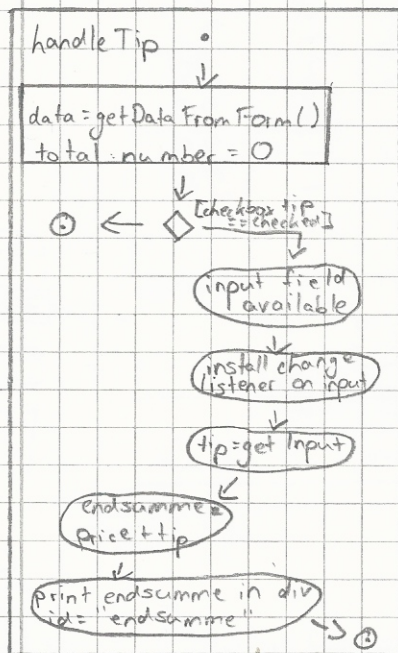 handle Tip
data = getDataFromForm()
total: number = 0
[checkbox tip
== checked]
input field
available
install change
listener on input
tip = get Input
endsumme =
price + tip
print endsumme in div
id = "endsumme"